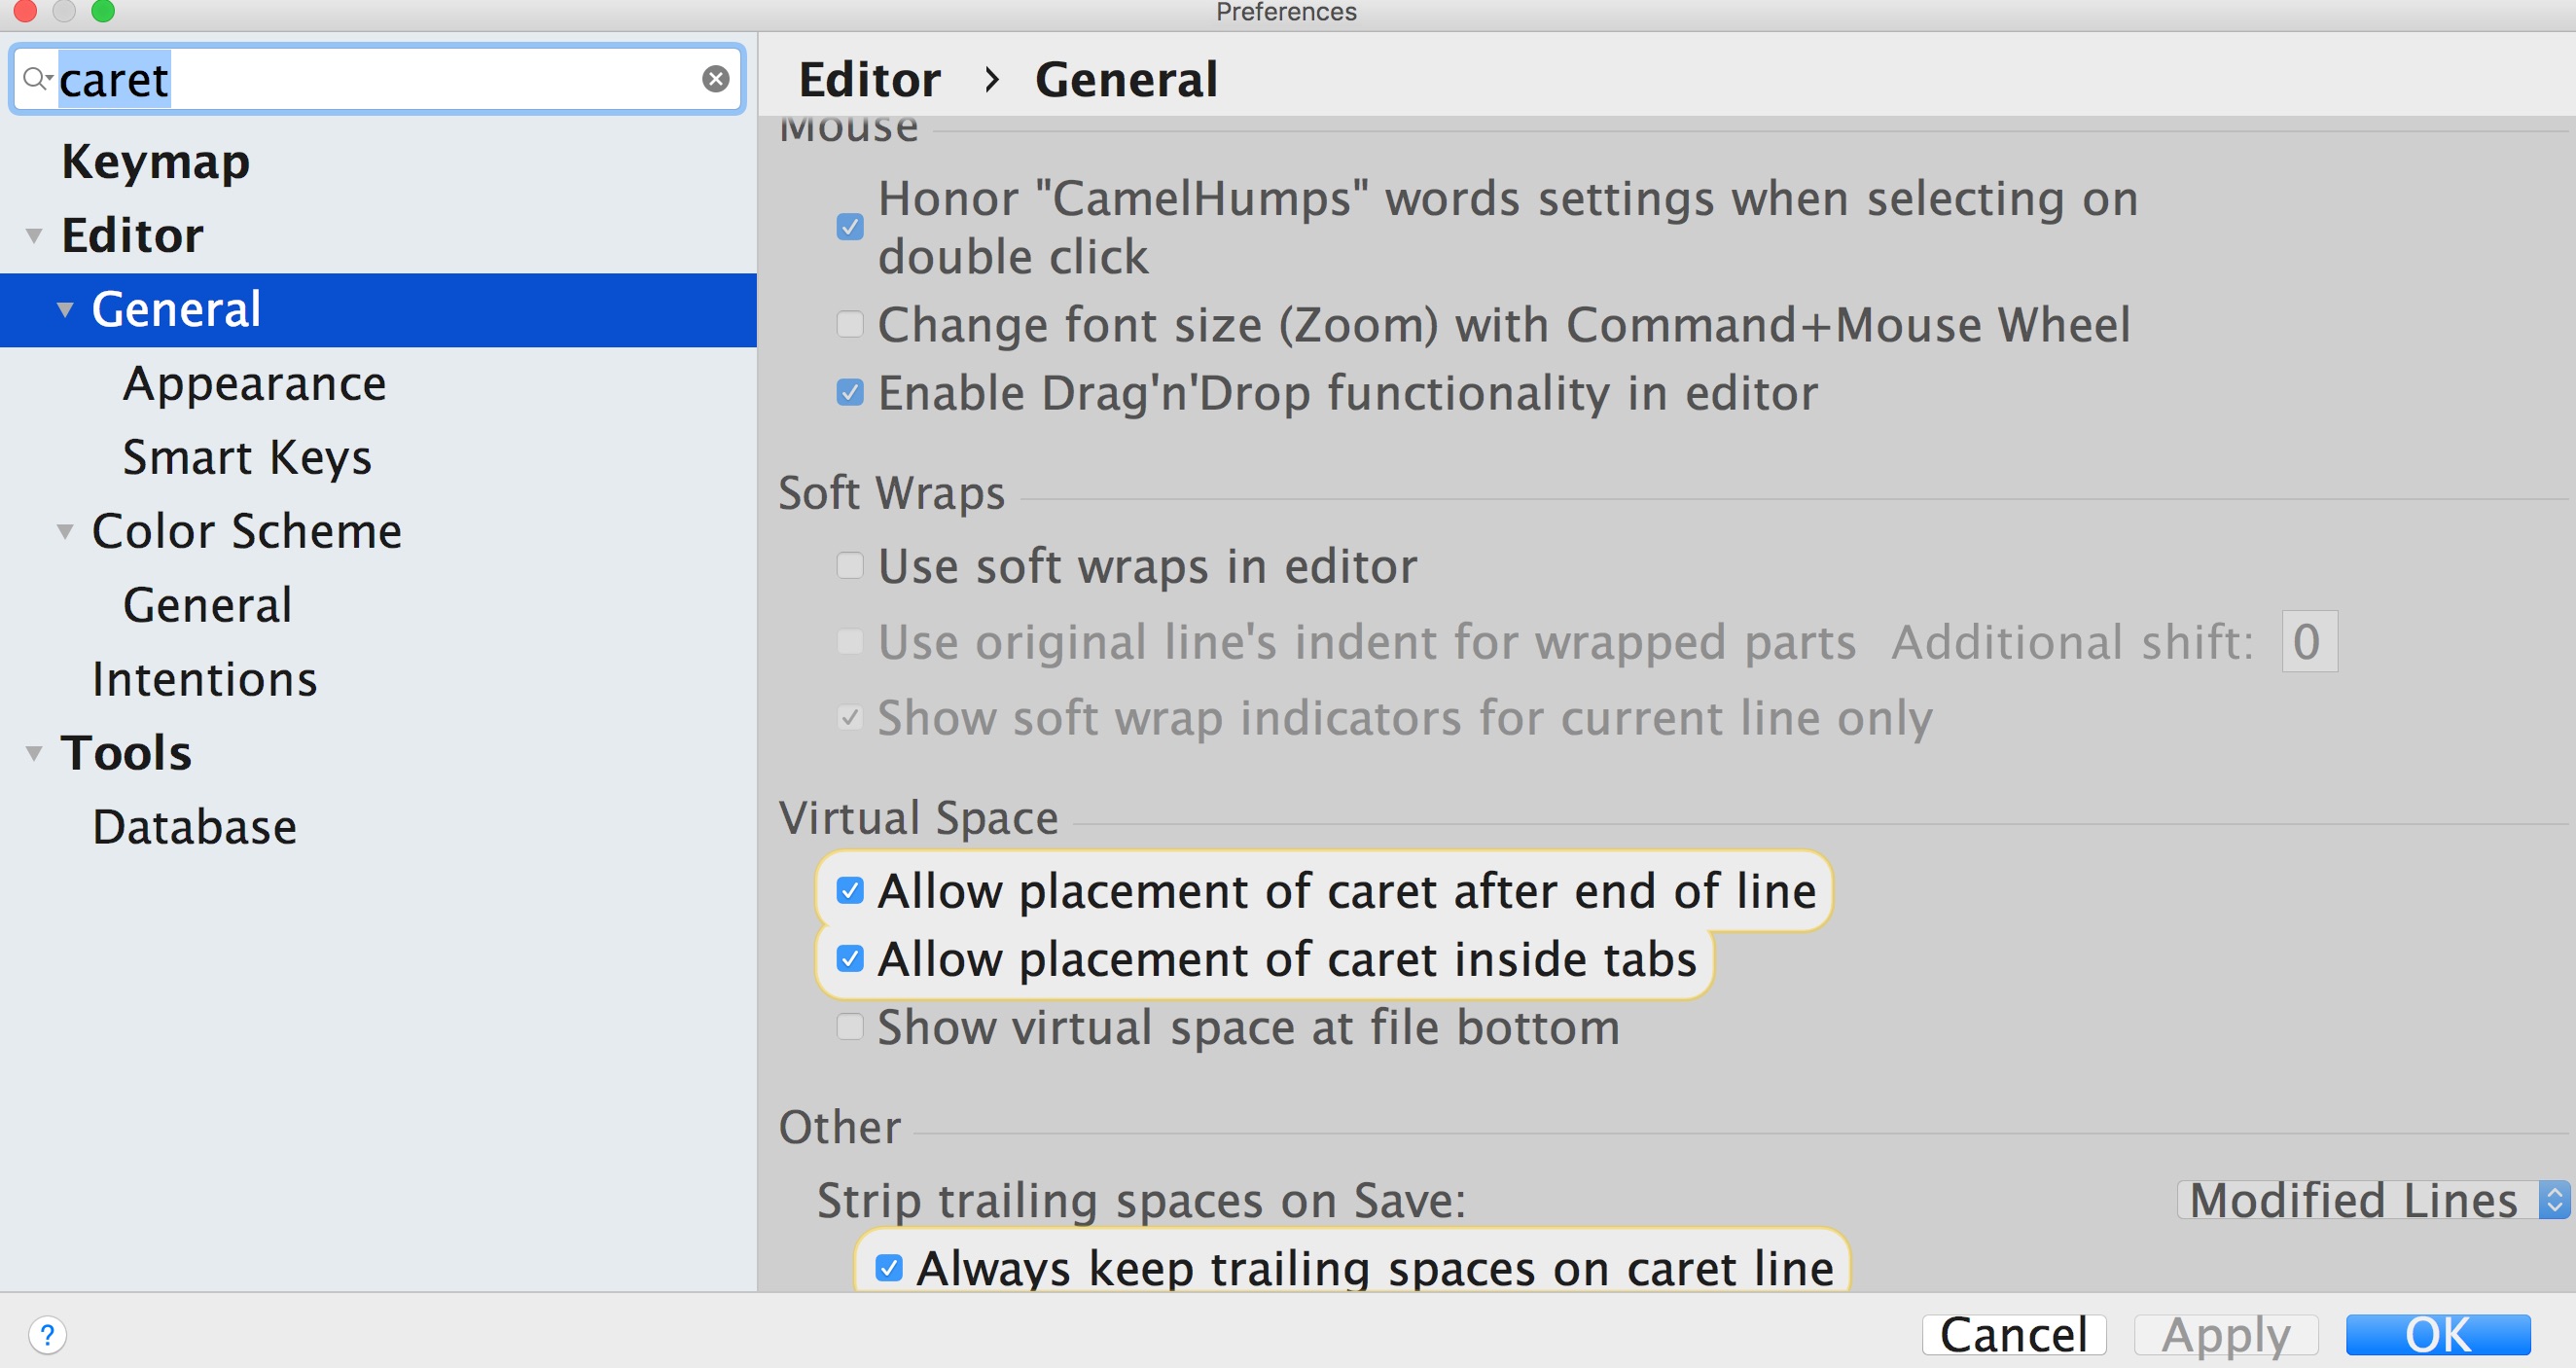 Preferences
caret
Keymap
Editor
General
Appearance
Smart Keys
Color Scheme
General
Intentions
Tools
Database
Editor › General
Mouse
Honor "CamelHumps" words settings when selecting on
double click
Change font size (Zoom) with Command+Mouse Wheel
Enable Drag'n'Drop functionality in editor
Soft Wraps
Use soft wraps in editor
Use original line's indent for wrapped parts Additional shift: 0
Show soft wrap indicators for current line only
Virtual Space
Allow placement of caret after end of line
Allow placement of caret inside tabs
Show virtual space at file bottom
Other
Strip trailing spaces on Save: Modified Lines
Always keep trailing spaces on caret line
? Cancel Apply OK